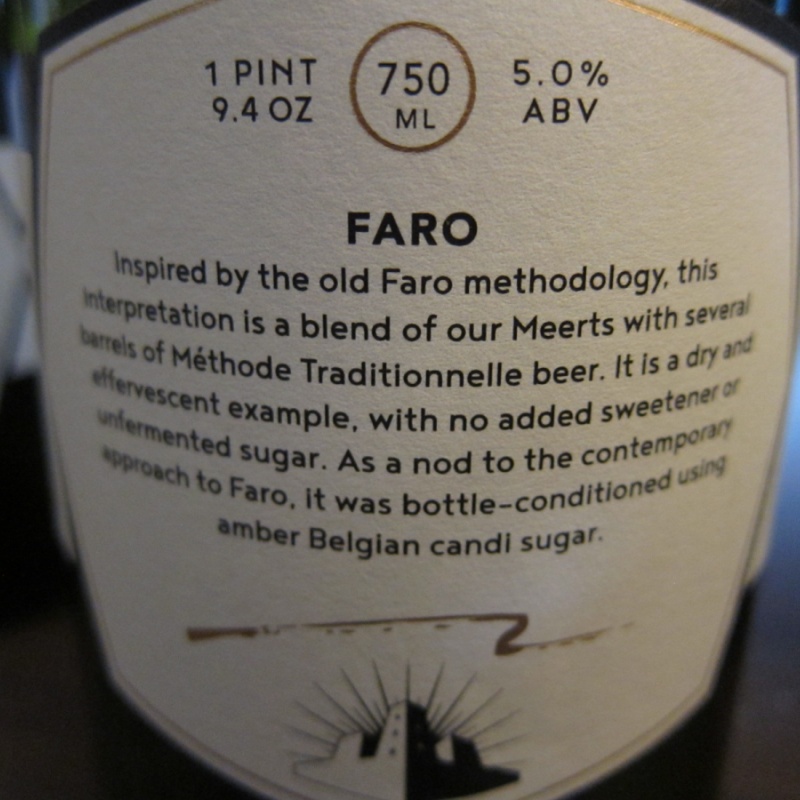 1 PINT 750 5.0%
9.4 OZ ML ABV
FARO
Inspired by the old Faro methodology, this
interpretation is a blend of our Meerts with several
barrels of Méthode Traditionnelle beer. It is a dry and
effervescent example, with no added sweetener or
unfermented sugar. As a nod to the contemporary
approach to Faro, it was bottle-conditioned using
amber Belgian candi sugar.